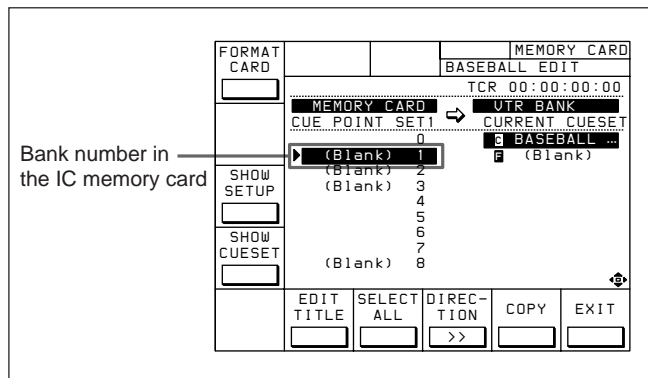 FORMAT
CARD
MEMORY CARD
BASEBALL EDIT
TCR 00:00:00:00
MEMORY CARD
VTR BANK
CUE POINT SET1
CURRENT CUESET
0
C BASEBALL …
(Blank) 1
F (Blank)
(Blank) 2
(Blank) 3
4
5
6
7
(Blank) 8
Bank number in
the IC memory card
SHOW
SETUP
SHOW
CUESET
EDIT
TITLE
SELECT
ALL
DIREC-
TION
>>
COPY
EXIT